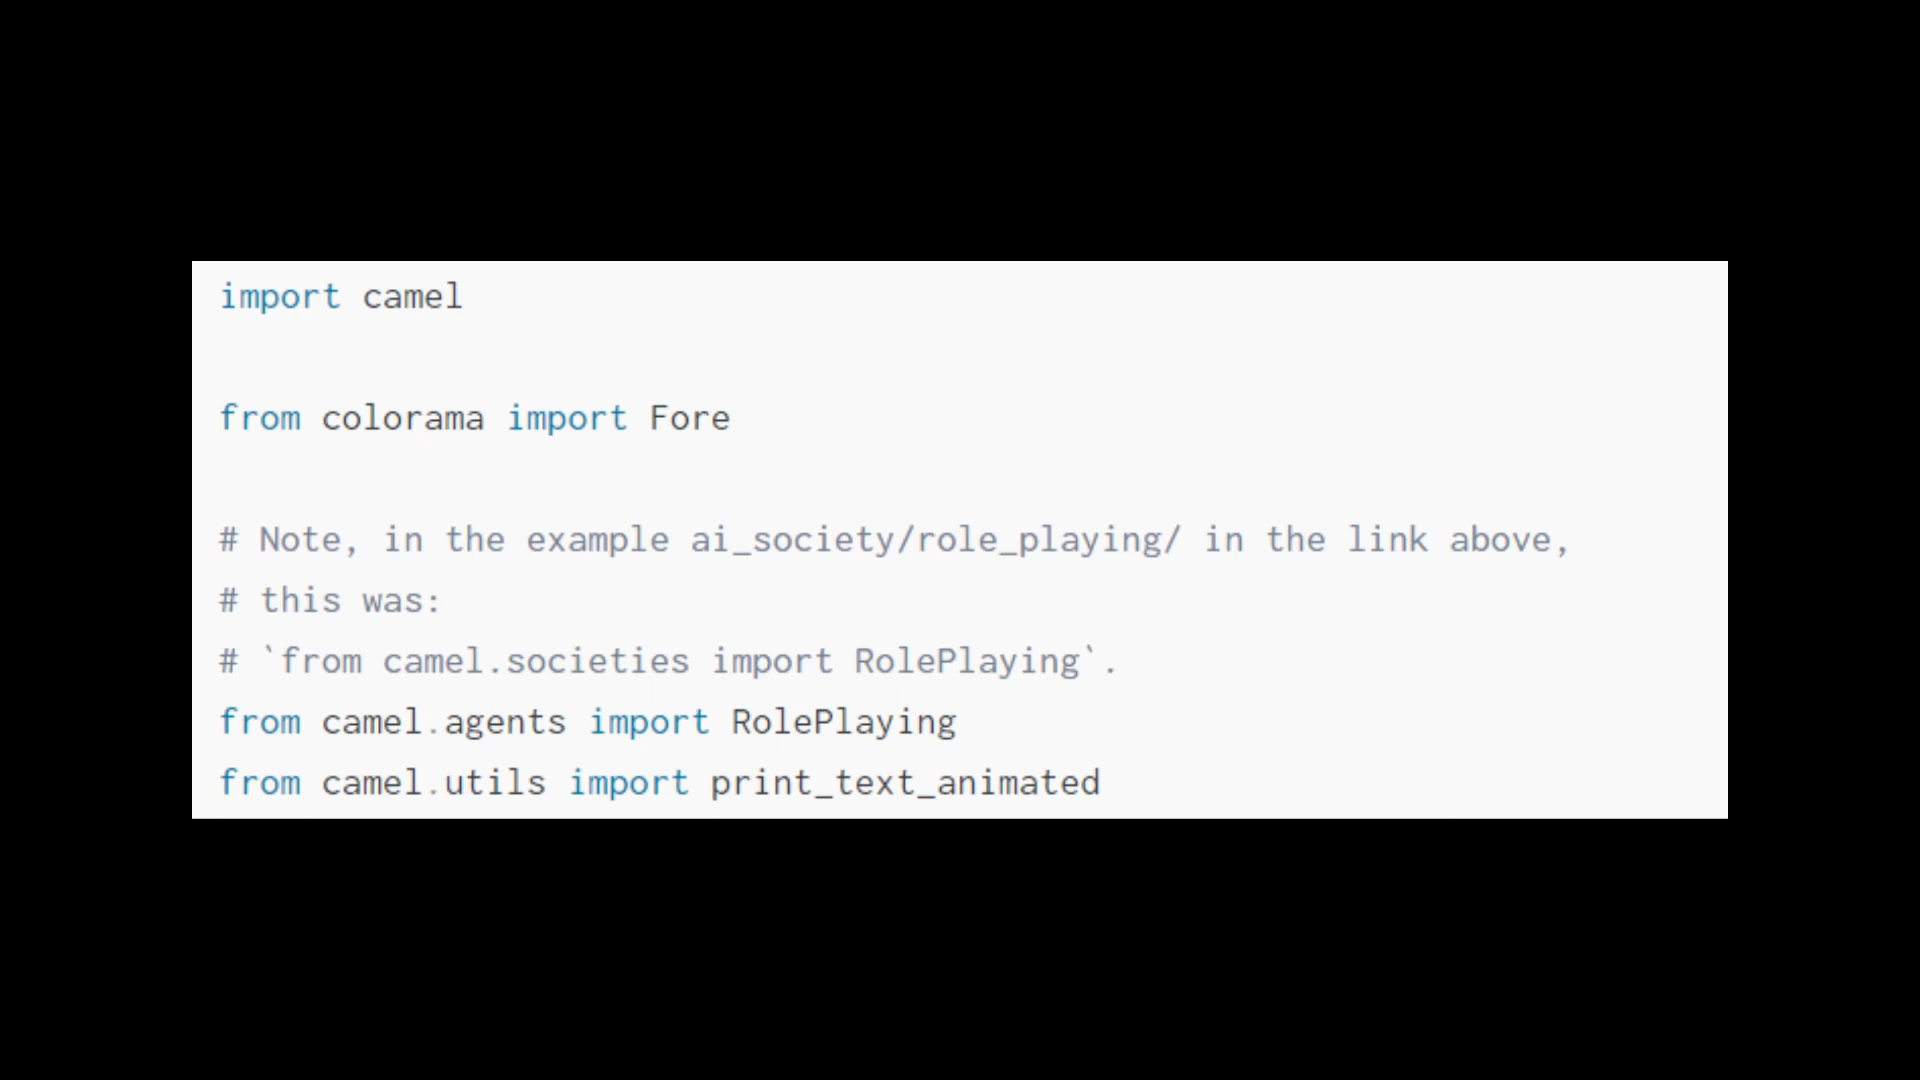 import camel
from colorama import Fore
# Note, in the example ai_society/role_playing/ in the link above,
# this was:
# `from camel.societies import RolePlaying`.
from camel.agents import RolePlaying
from camel.utils import print_text_animated